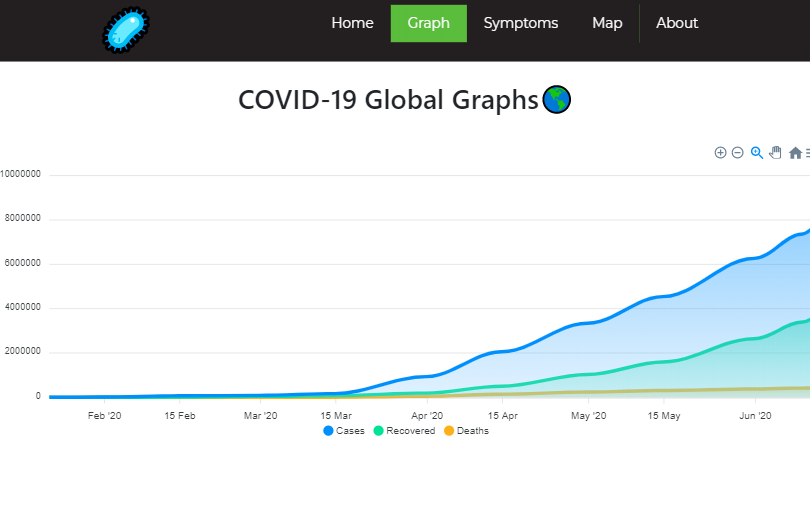 Home Graph Symptoms Map About
COVID-19 Global Graphs
10000000
8000000
6000000
4000000
2000000
0
Feb '20 15 Feb Mar '20 15 Mar Apr '20 15 Apr May '20 15 May Jun '20
Cases Recovered Deaths